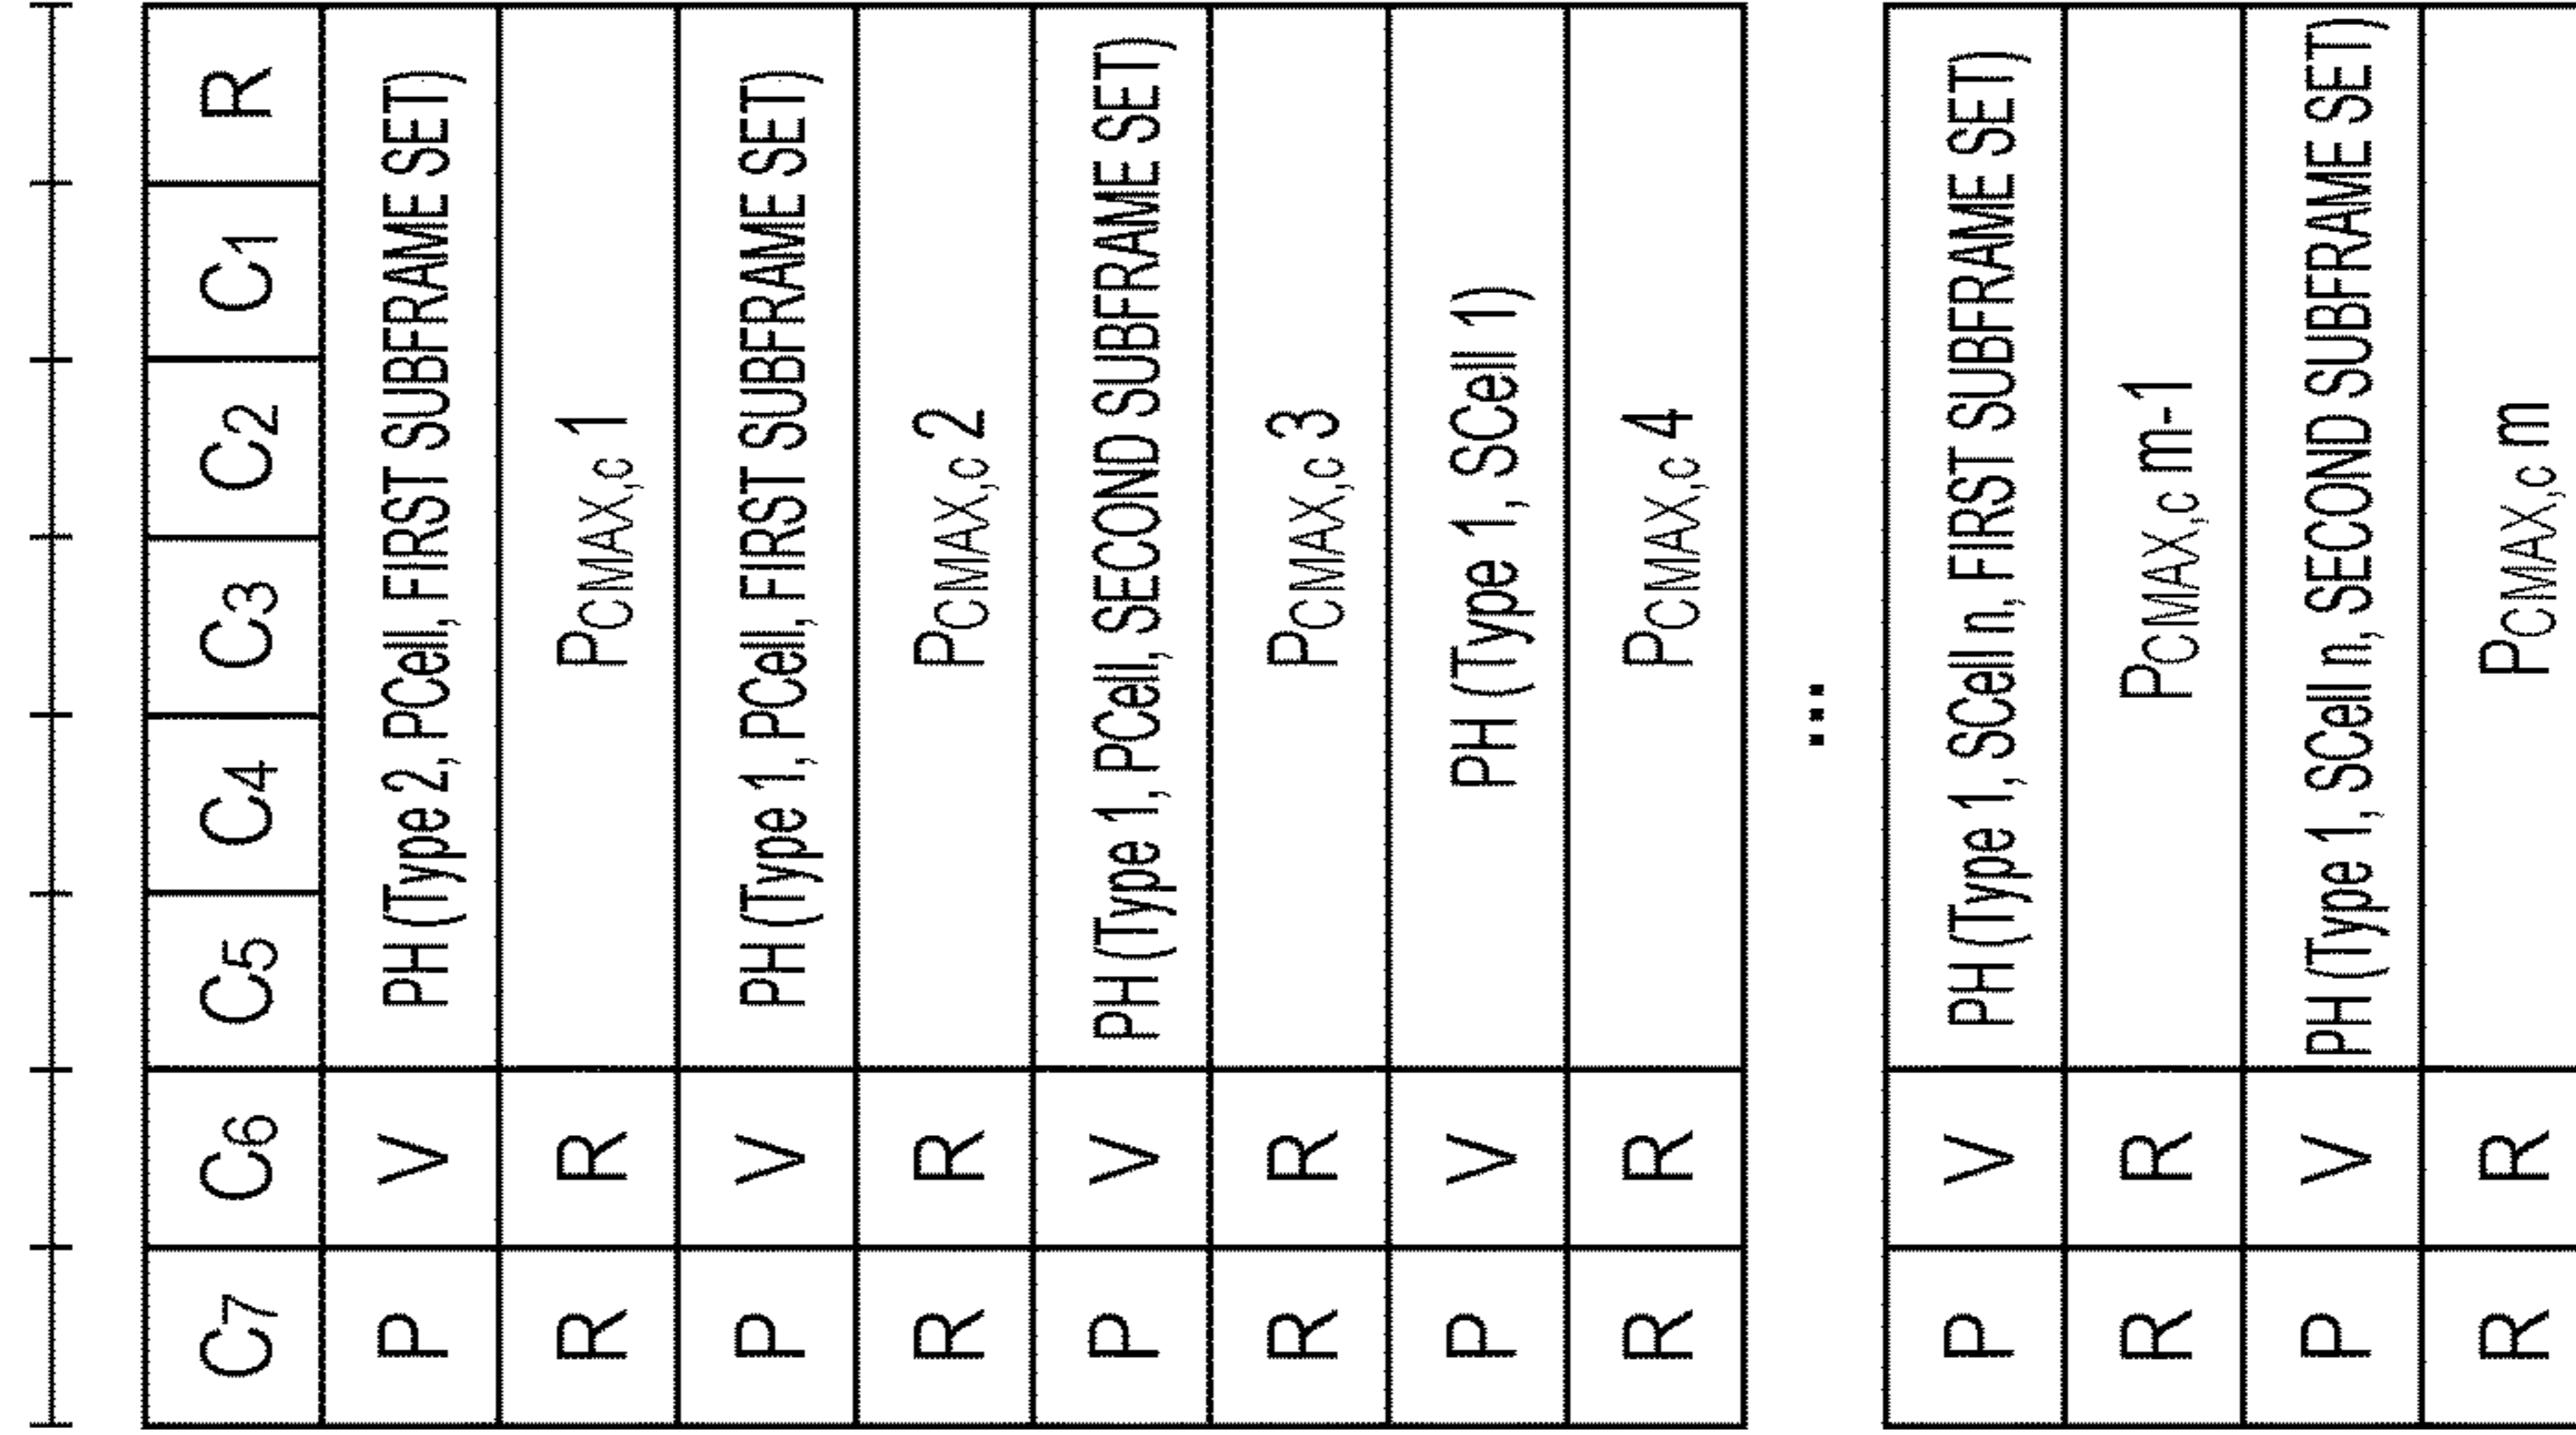 C7 C6 C5 C4 C3 C2 C1 R
P V PH (Type 2, PCell, FIRST SUBFRAME SET)
R R PCMAX,c 1
P V PH (Type 1, PCell, FIRST SUBFRAME SET)
R R PCMAX,c 2
P V PH (Type 1, PCell, SECOND SUBFRAME SET)
R R PCMAX,c 3
P V PH (Type 1, SCell 1)
R R PCMAX,c 4
...
P V PH (Type 1, SCell n, FIRST SUBFRAME SET)
R R PCMAX,c m-1
P V PH (Type 1, SCell n, SECOND SUBFRAME SET)
R R PCMAX,c m